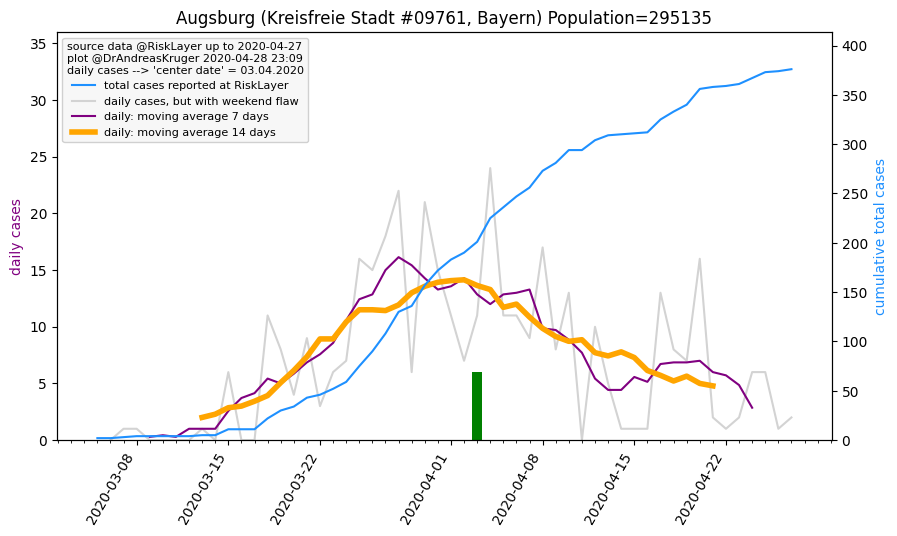 Augsburg (Kreisfreie Stadt #09761, Bayern) Population=295135
source data @RiskLayer up to 2020-04-27
plot @DrAndreasKruger 2020-04-28 23:09
daily cases --> 'center date' = 03.04.2020
total cases reported at RiskLayer
daily cases, but with weekend flaw
daily: moving average 7 days
daily: moving average 14 days
daily cases
35
30
25
20
15
10
5
0
cumulative total cases
400
350
300
250
200
150
100
50
0
2020-03-08
2020-03-15
2020-03-22
2020-04-01
2020-04-08
2020-04-15
2020-04-22